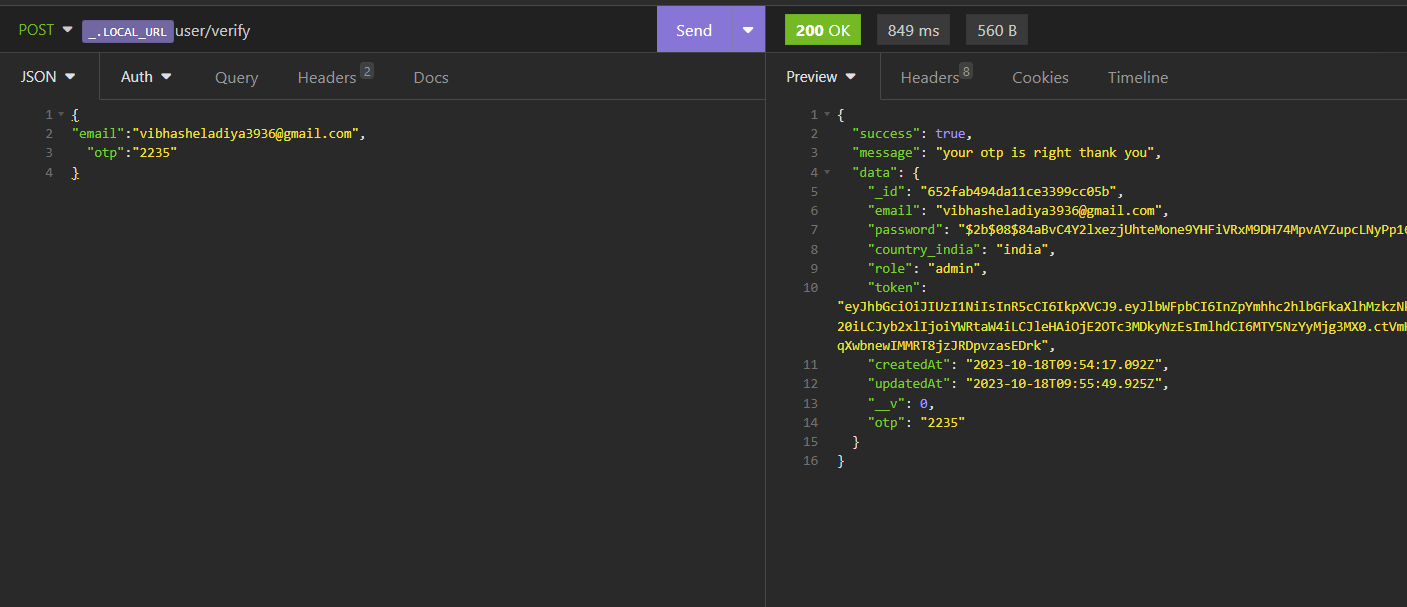 POST _.LOCAL_URL user/verify Send 200 OK 849 ms 560 B
JSON Auth Query Headers 2 Docs Preview Headers 8 Cookies Timeline
1 {
2 "email":"vibhasheladiya3936@gmail.com",
3 "otp":"2235"
4 }
1 {
2 "success": true,
3 "message": "your otp is right thank you",
4 "data": {
5 "_id": "652fab494da11ce3399cc05b",
6 "email": "vibhasheladiya3936@gmail.com",
7 "password": "$2b$08$84aBvC4Y2lxezjUhteMone9YHFiVRxM9DH74MpvAYZupcLNyPp16
8 "country_india": "india",
9 "role": "admin",
10 "token":
"eyJhbGciOiJIUzI1NiIsInR5cCI6IkpXVCJ9.eyJlbWFpbCI6InZpYmhhc2hlbGFkaXlhMzkzNk
20iLCJyb2xlIjoiYWRtaW4iLCJleHAiOjE2OTc3MDkyNzEsImlhdCI6MTY5NzYyMjg3MX0.ctVmH
qXwbnewIMMRT8jzJRDpvzasEDrk",
11 "createdAt": "2023-10-18T09:54:17.092Z",
12 "updatedAt": "2023-10-18T09:55:49.925Z",
13 "__v": 0,
14 "otp": "2235"
15 }
16 }